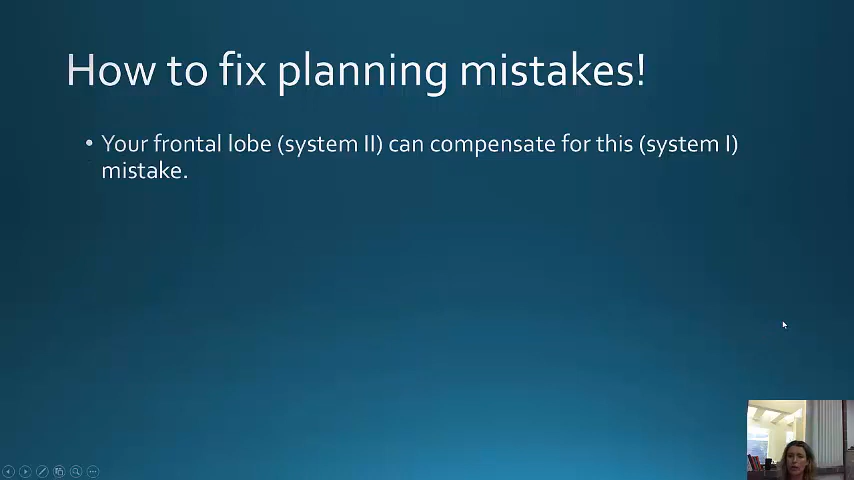 How to fix planning mistakes!
• Your frontal lobe (system II) can compensate for this (system I)
mistake.